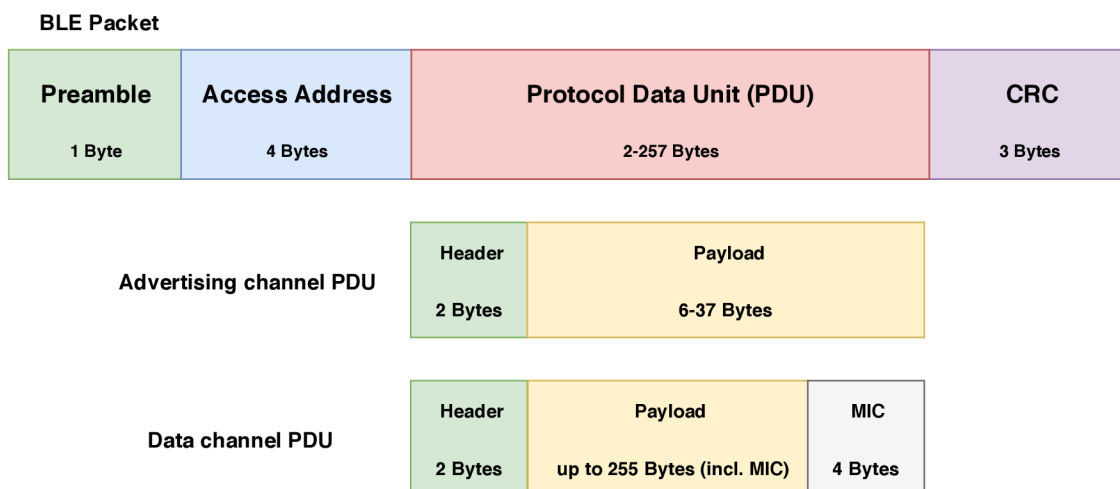 BLE Packet
Preamble
Access Address
Protocol Data Unit (PDU)
CRC
1 Byte
4 Bytes
2-257 Bytes
3 Bytes
Advertising channel PDU
Header
Payload
2 Bytes
6-37 Bytes
Data channel PDU
Header
Payload
MIC
2 Bytes
up to 255 Bytes (incl. MIC)
4 Bytes